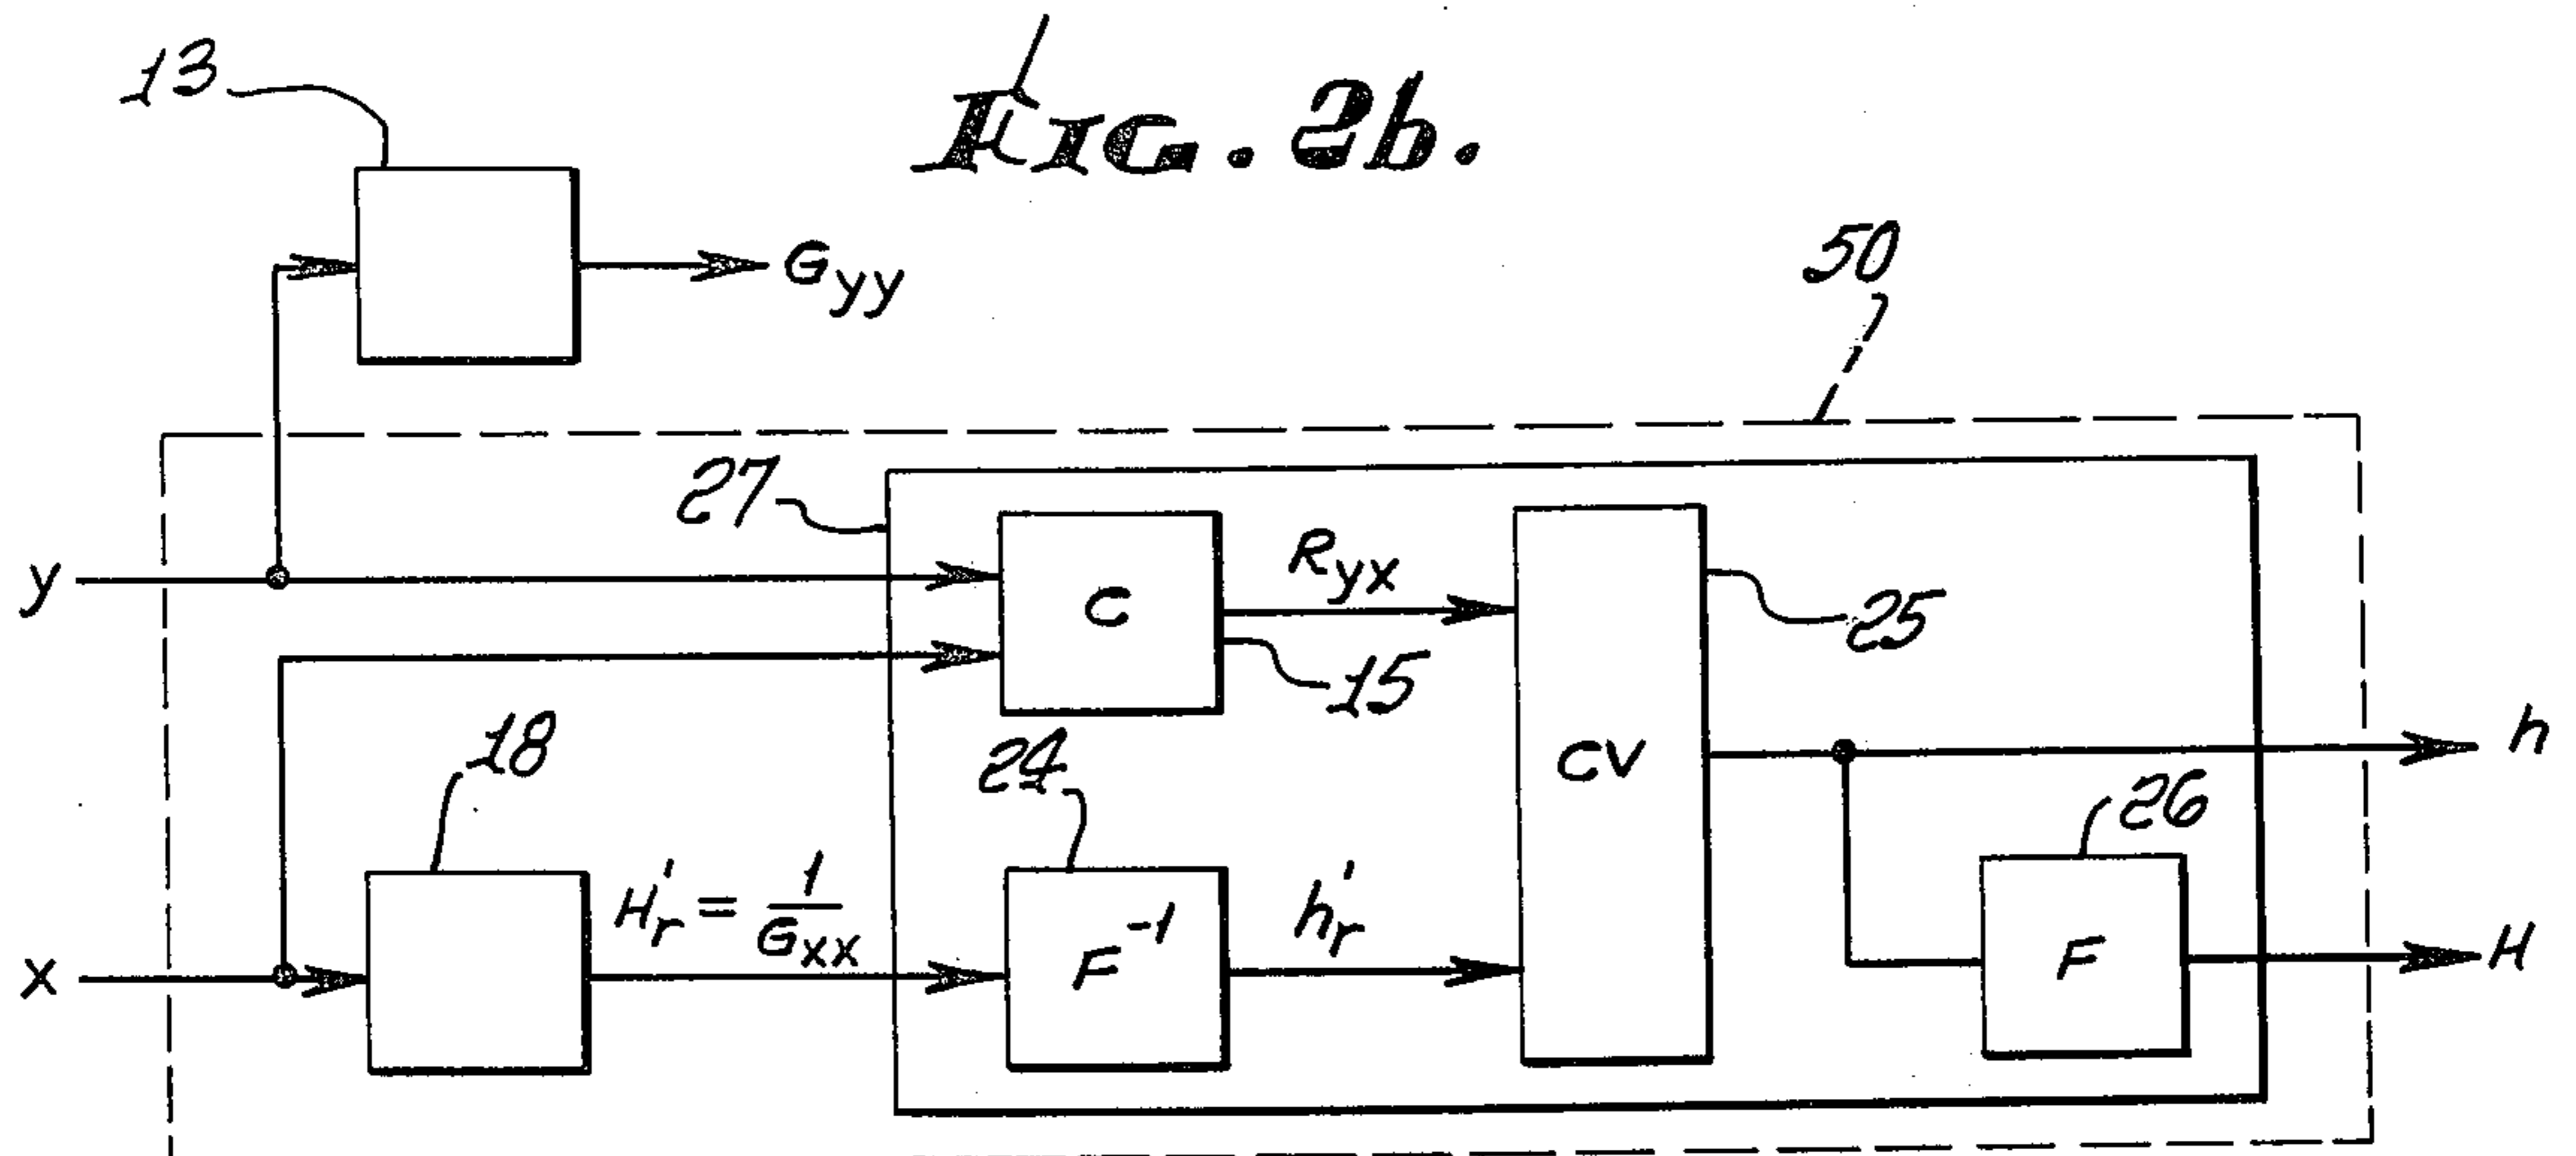 FIG. 2b.
13
Gyy
50
27
y
C
Ryx
15
25
CV
h
18
24
26
x
H'r = 1/Gxx
F⁻¹
h'r
F
H